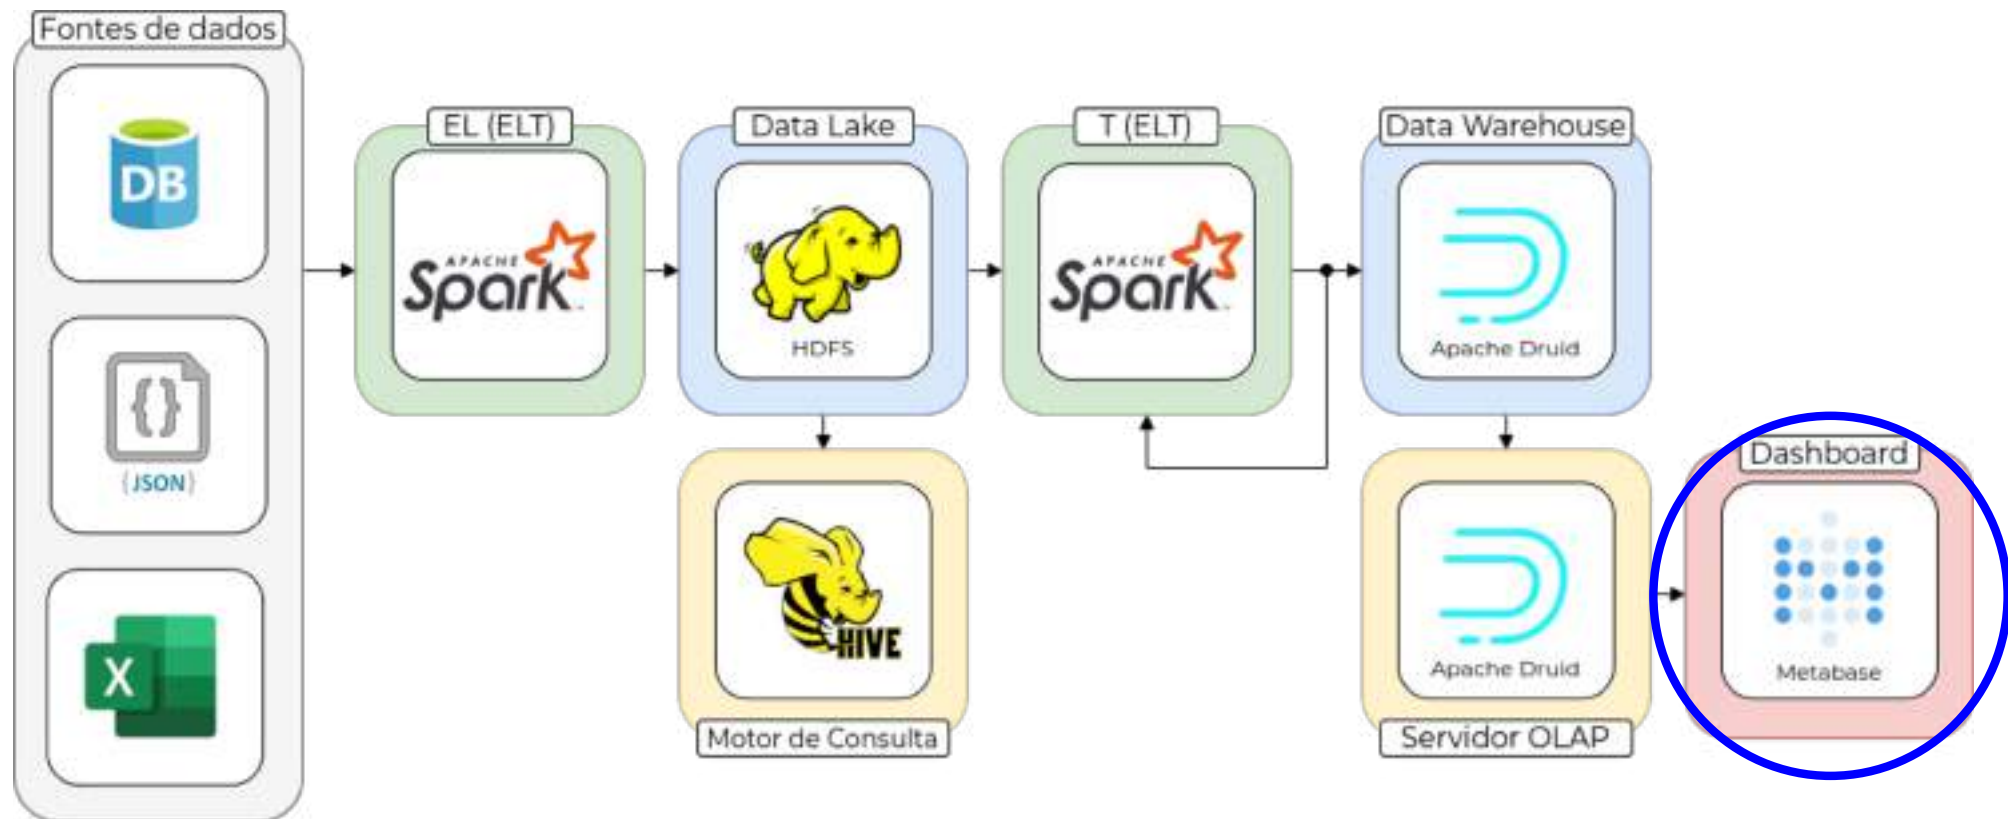 Fontes de dados
DB
{}
{JSON}
X
EL (ELT)
APACHE
Spark
Data Lake
HDFS
HIVE
Motor de Consulta
T (ELT)
APACHE
Spark
Data Warehouse
Apache Druid
Apache Druid
Servidor OLAP
Dashboard
Metabase